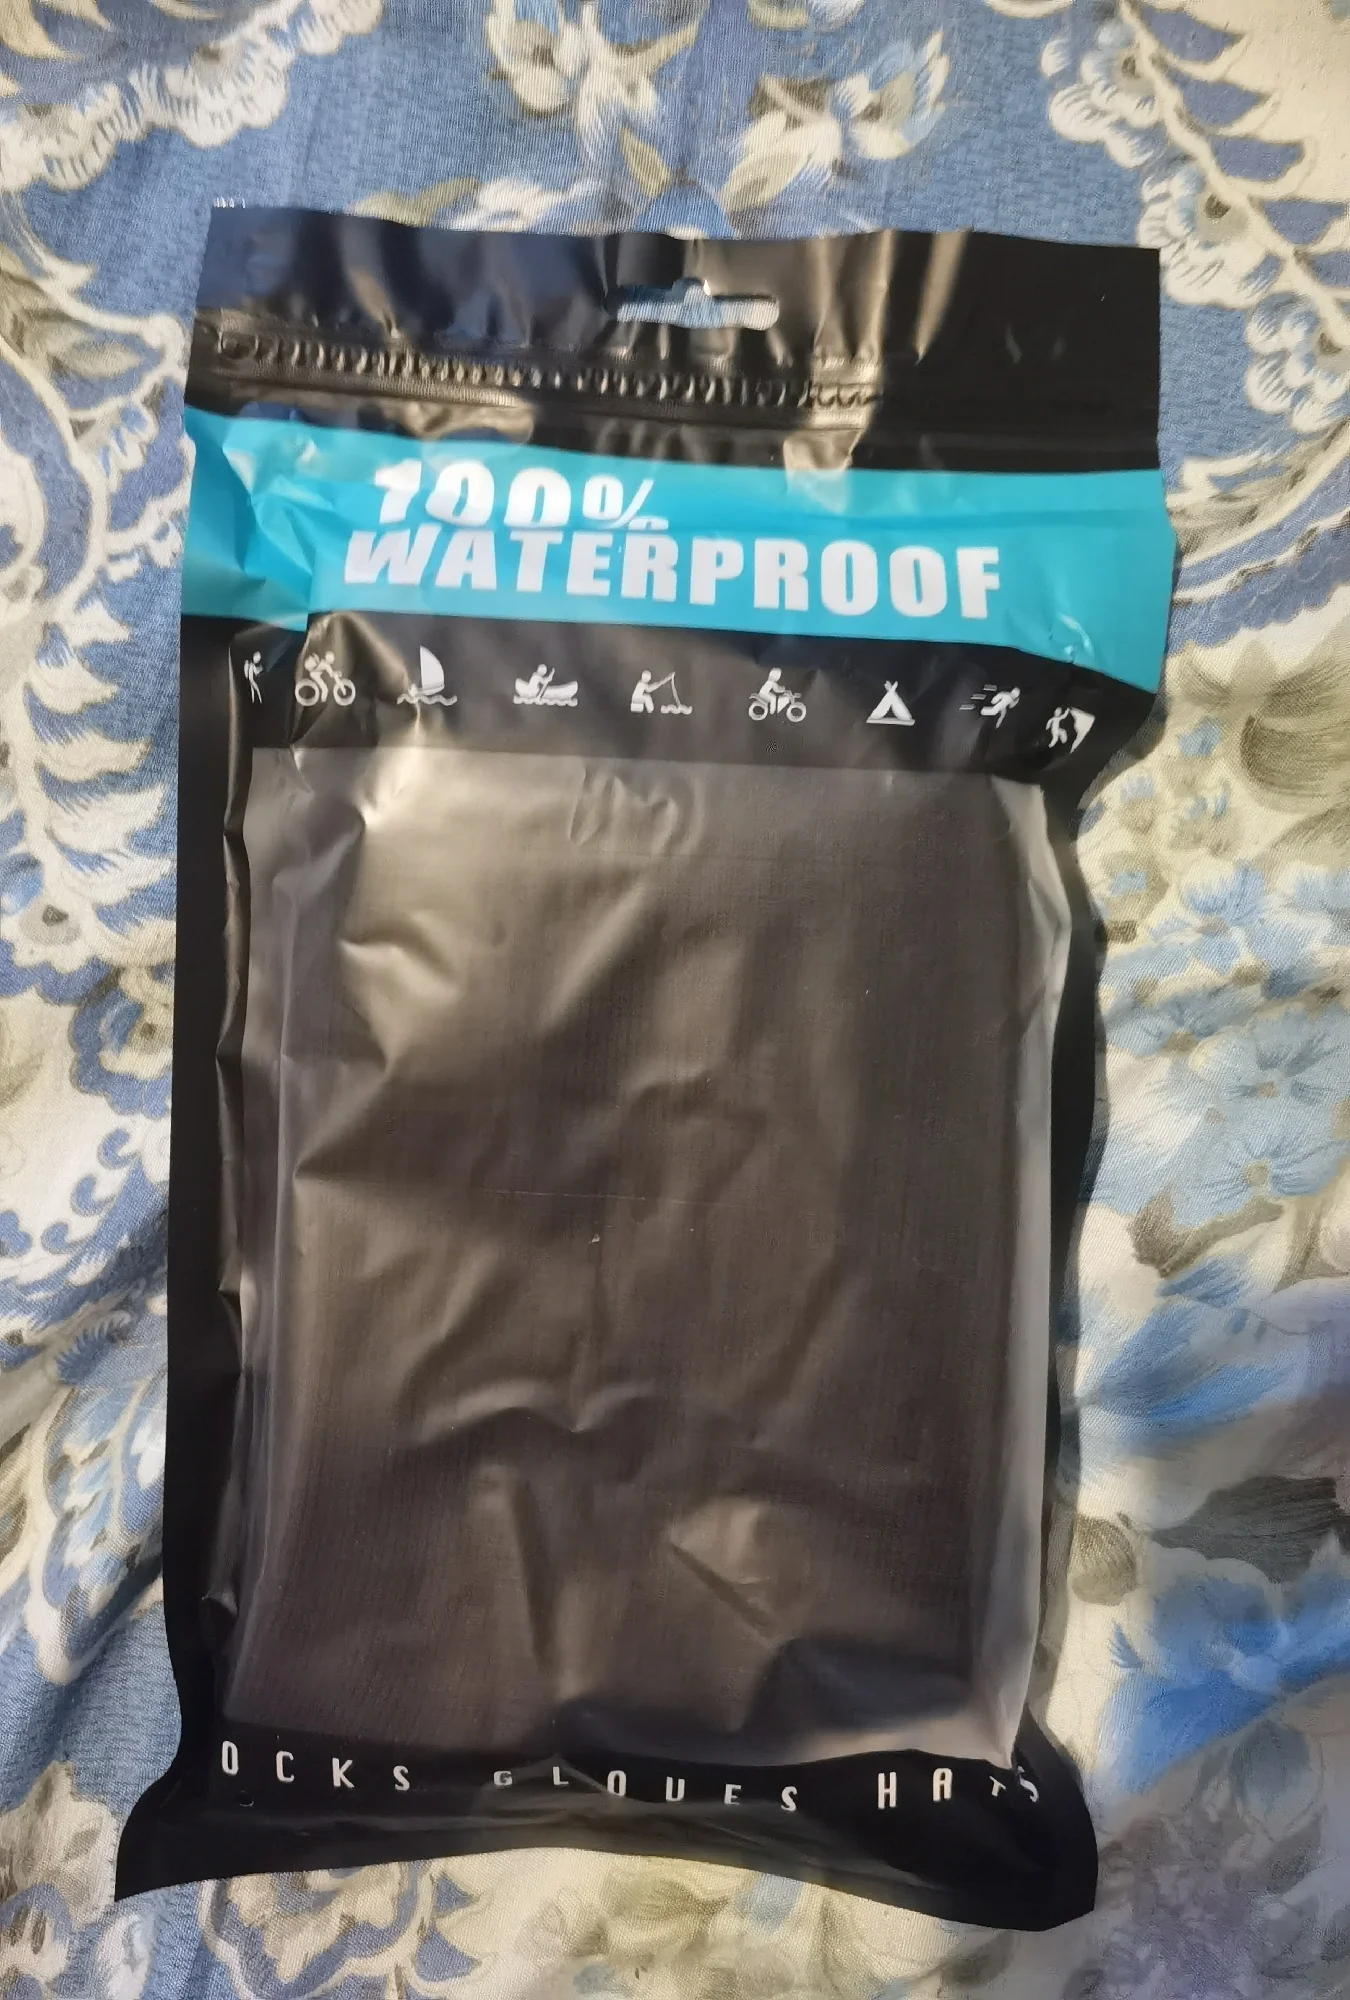 100%
WATERPROOF
OCKS GLOVES HATS